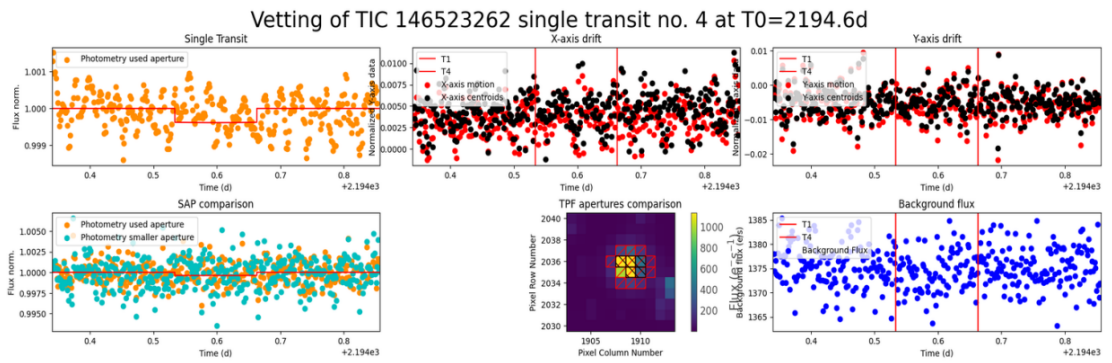 Vetting of TIC 146523262 single transit no. 4 at T0=2194.6d
Single Transit
Photometry used aperture
Flux norm.
1.001
1.000
0.999
0.4 0.5 0.6 0.7 0.8
Time (d)
+2.194e3
X-axis drift
T1
T4
X-axis motion
X-axis centroids
Normalized Y-axis data
0.0100
0.0075
0.0050
0.0025
0.0000
0.4 0.5 0.6 0.7 0.8
Time (d)
+2.194e3
Y-axis drift
T1
T4
Y-axis motion
Y-axis centroids
0.01
0.00
−0.01
−0.02
0.4 0.5 0.6 0.7 0.8
Time (d)
+2.194e3
SAP comparison
Photometry used aperture
Photometry smaller aperture
Flux norm.
1.0050
1.0025
1.0000
0.9975
0.9950
0.4 0.5 0.6 0.7 0.8
Time (d)
+2.194e3
TPF apertures comparison
Pixel Row Number
2040
2038
2036
2034
2032
2030
1905 1910
Pixel Column Number
1000
800
600
400
200
0
Background flux
T1
T4
Background Flux
Background flux (e/s)
1385
1380
1375
1370
1365
0.4 0.5 0.6 0.7 0.8
Time (d)
+2.194e3